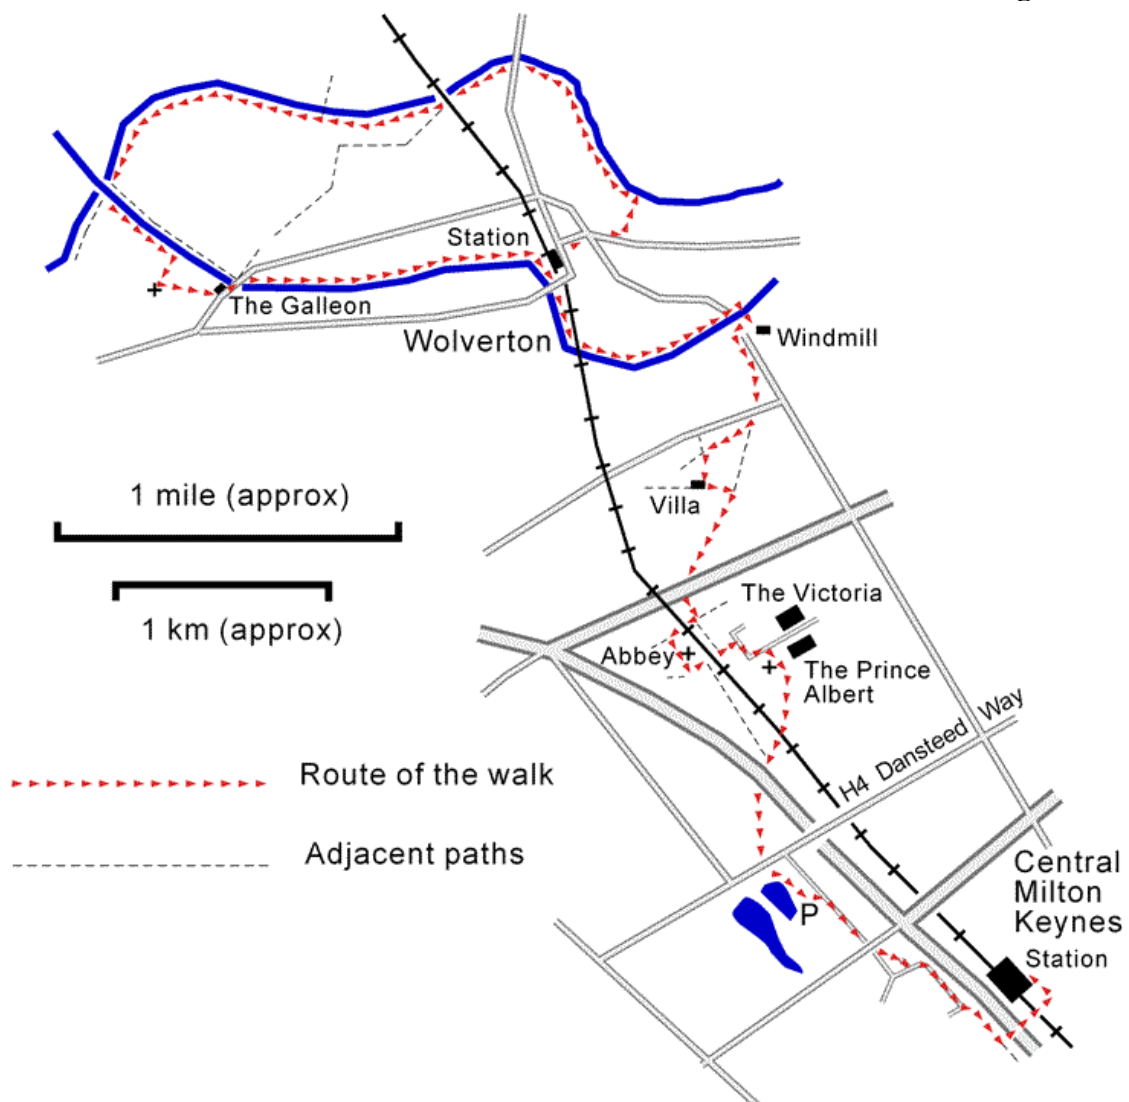 Station
The Galleon
Wolverton
Windmill
1 mile (approx)
Villa
1 km (approx)
The Victoria
Abbey
The Prince
Albert
H4 Dansteed Way
Route of the walk
Adjacent paths
Central
Milton
Keynes
P
Station